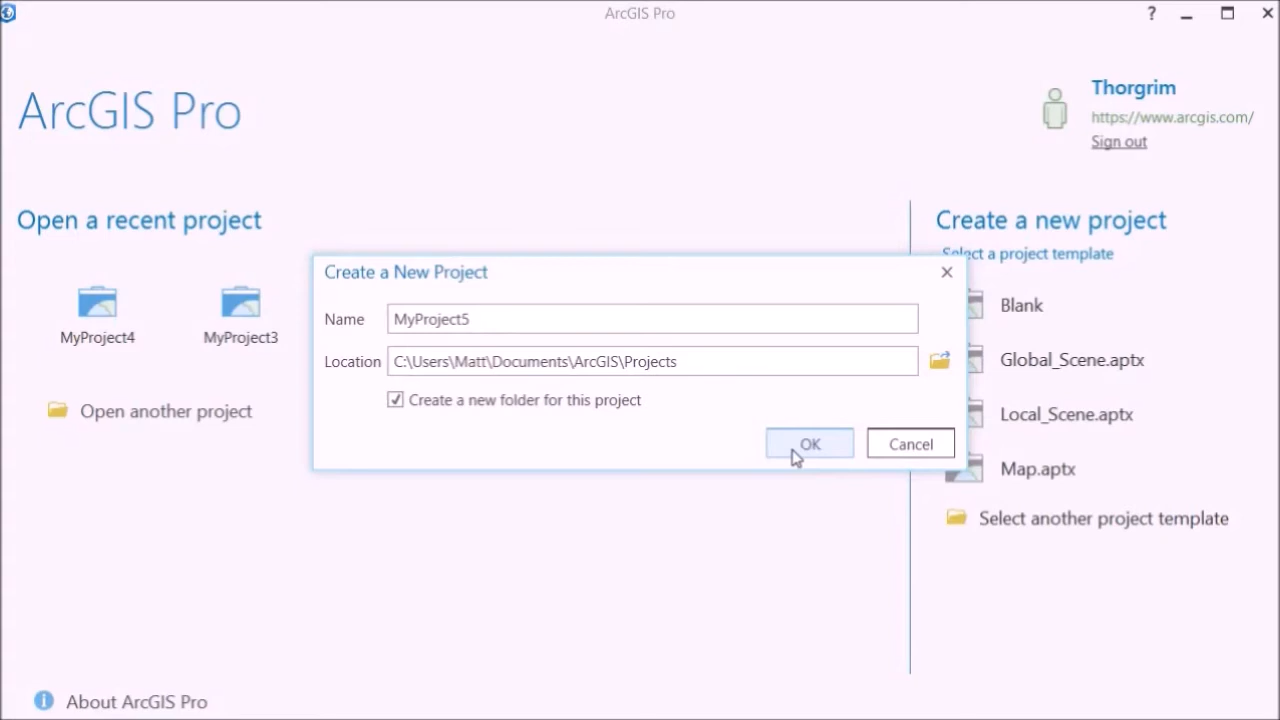 ArcGIS Pro
?
ArcGIS Pro
Thorgrim
https://www.arcgis.com/
Sign out
Open a recent project
MyProject4
MyProject3
Open another project
Create a new project
Select a project template
Blank
Global_Scene.aptx
Local_Scene.aptx
Map.aptx
Select another project template
Create a New Project
Name
MyProject5
Location
C:\Users\Matt\Documents\ArcGIS\Projects
Create a new folder for this project
OK
Cancel
About ArcGIS Pro